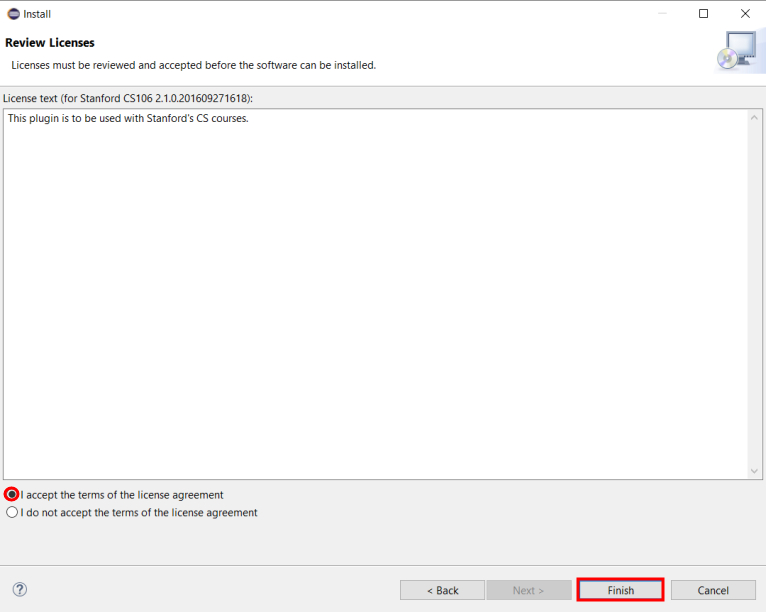 Install
Review Licenses
Licenses must be reviewed and accepted before the software can be installed.
License text (for Stanford CS106 2.1.0.201609271618):
This plugin is to be used with Stanford's CS courses.
I accept the terms of the license agreement
I do not accept the terms of the license agreement
? < Back Next > Finish Cancel